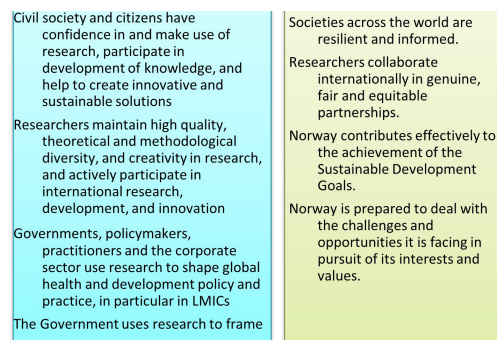 Civil society and citizens have
confidence in and make use of
research, participate in
development of knowledge, and
help to create innovative and
sustainable solutions
Researchers maintain high quality,
theoretical and methodological
diversity, and creativity in research,
and actively participate in
international research,
development, and innovation
Governments, policymakers,
practitioners and the corporate
sector use research to shape global
health and development policy and
practice, in particular in LMICs
The Government uses research to frame
Societies across the world are
resilient and informed.
Researchers collaborate
internationally in genuine,
fair and equitable
partnerships.
Norway contributes effectively to
the achievement of the
Sustainable Development
Goals.
Norway is prepared to deal with
the challenges and
opportunities it is facing in
pursuit of its interests and
values.